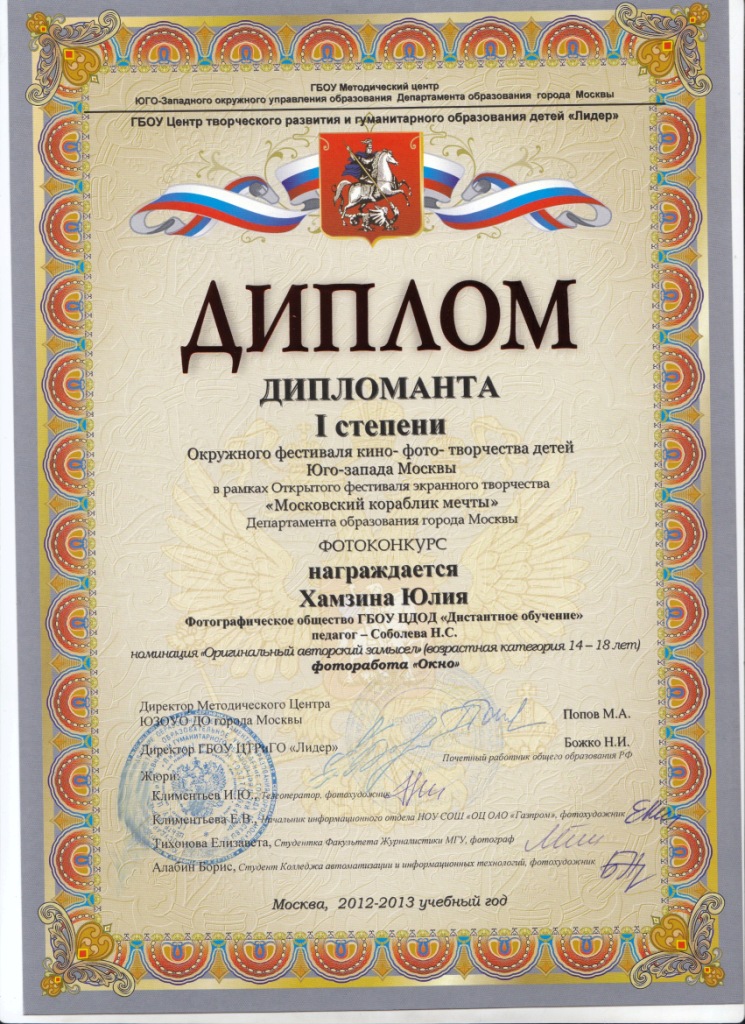 ГБОУ Методический центр
ЮГО-Западного окружного управления образования Департамента образования города Москвы
ГБОУ Центр творческого развития и гуманитарного образования детей «Лидер»
ДИПЛОМ
ДИПЛОМАНТА
I степени
Окружного фестиваля кино- фото- творчества детей
Юго-запада Москвы
в рамках Открытого фестиваля экранного творчества
«Московский кораблик мечты»
Департамента образования города Москвы
ФОТОКОНКУРС
награждается
Хамзина Юлия
Фотографическое общество ГБОУ ЦДОД «Дистантное обучение»
педагог – Соболева Н.С.
номинация «Оригинальный авторский замысел» (возрастная категория 14 – 18 лет)
фоторабота «Окно»
Директор Методического Центра
ЮЗОУО ДО города Москвы
Попов М.А.
Директор ГБОУ ЦТРиГО «Лидер»
Божко Н.И.
Почетный работник общего образования РФ
Жюри:
Климентьев И.Ю., Телеоператор, фотохудожник
Климентьева Е.В., Начальник информационного отдела НОУ СОШ «ОЦ ОАО «Газпром», фотохудожник
Тихонова Елизавета, Студентка Факультета Журналистики МГУ, фотограф
Алабин Борис, Студент Колледжа автоматизации и информационных технологий, фотохудожник
Москва, 2012-2013 учебный год